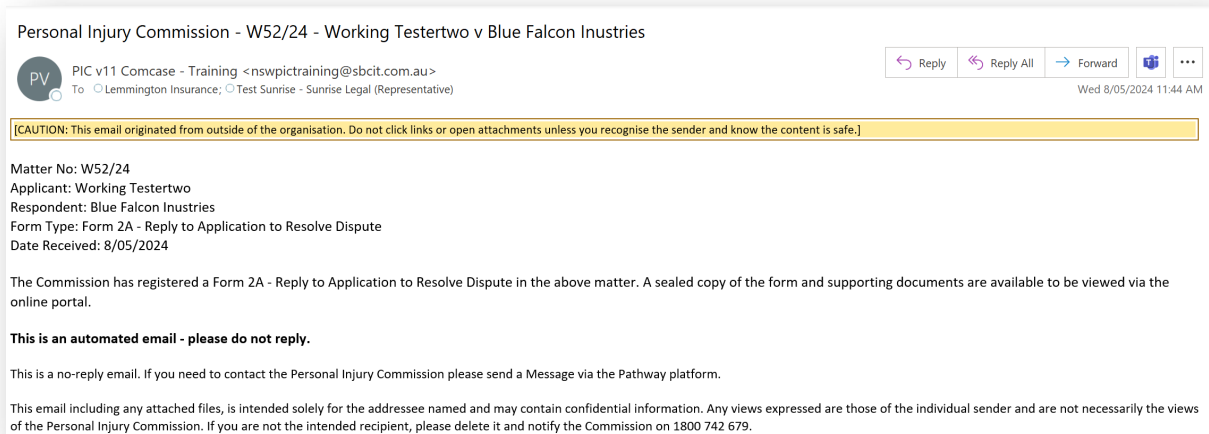 Personal Injury Commission - W52/24 - Working Testertwo v Blue Falcon Inustries
PV
PIC v11 Comcase - Training <nswpictraining@sbcit.com.au>
To Lemmington Insurance; Test Sunrise - Sunrise Legal (Representative)
Reply
Reply All
Forward
Wed 8/05/2024 11:44 AM
[CAUTION: This email originated from outside of the organisation. Do not click links or open attachments unless you recognise the sender and know the content is safe.]
Matter No: W52/24
Applicant: Working Testertwo
Respondent: Blue Falcon Inustries
Form Type: Form 2A - Reply to Application to Resolve Dispute
Date Received: 8/05/2024
The Commission has registered a Form 2A - Reply to Application to Resolve Dispute in the above matter. A sealed copy of the form and supporting documents are available to be viewed via the
online portal.
This is an automated email - please do not reply.
This is a no-reply email. If you need to contact the Personal Injury Commission please send a Message via the Pathway platform.
This email including any attached files, is intended solely for the addressee named and may contain confidential information. Any views expressed are those of the individual sender and are not necessarily the views
of the Personal Injury Commission. If you are not the intended recipient, please delete it and notify the Commission on 1800 742 679.